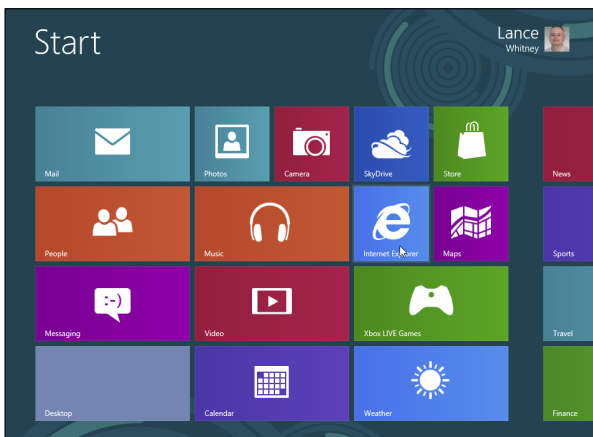 Start
Lance
Whitney
Mail
Photos
Camera
SkyDrive
Store
News
People
Music
Internet Explorer
Maps
Sports
:-)
Messaging
Video
Xbox LIVE Games
Travel
Desktop
Calendar
Weather
Finance